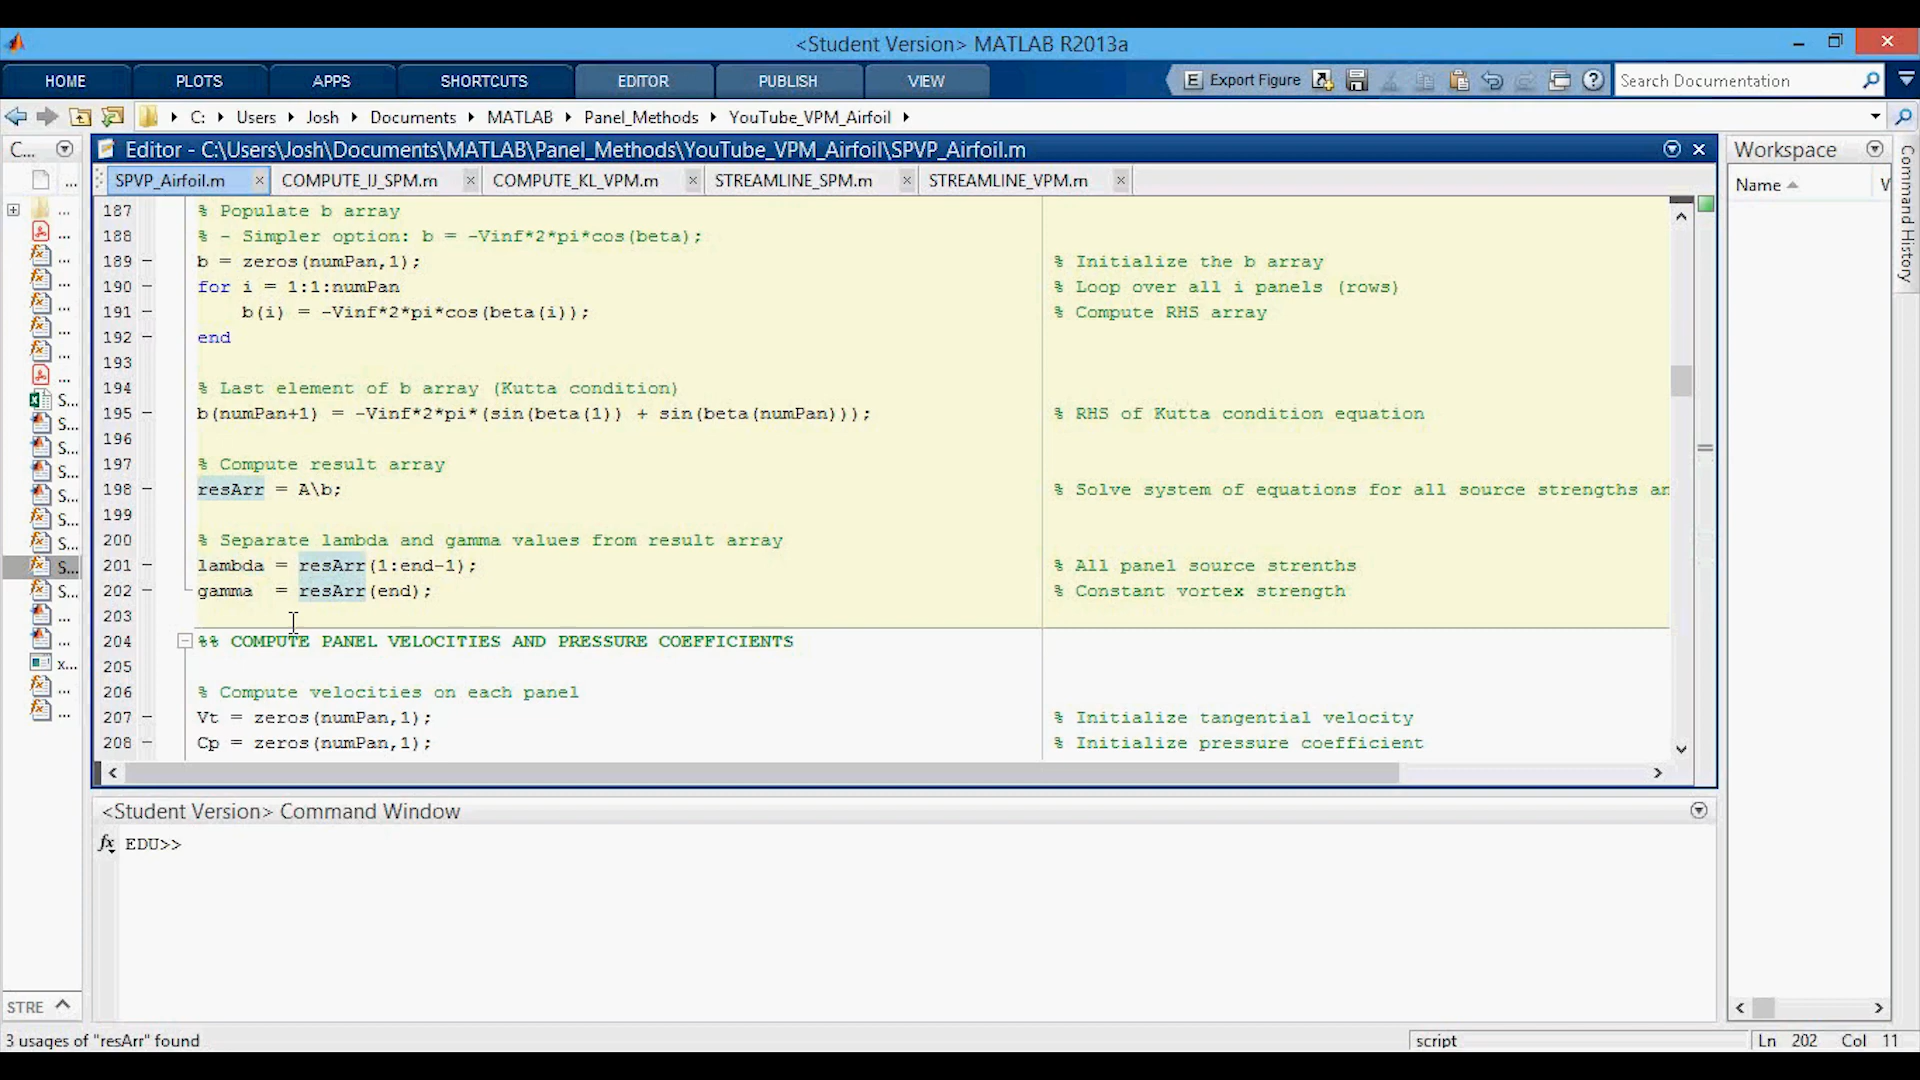 <Student Version> MATLAB R2013a
HOME PLOTS APPS SHORTCUTS EDITOR PUBLISH VIEW E Export Figure Search Documentation
C: Users Josh Documents MATLAB Panel_Methods YouTube_VPM_Airfoil
C... Editor - C:\Users\Josh\Documents\MATLAB\Panel_Methods\YouTube_VPM_Airfoil\SPVP_Airfoil.m Workspace
SPVP_Airfoil.m COMPUTE_IJ_SPM.m COMPUTE_KL_VPM.m STREAMLINE_SPM.m STREAMLINE_VPM.m Name V
Command History
187 % Populate b array
188 % - Simpler option: b = -Vinf*2*pi*cos(beta);
189 b = zeros(numPan,1); % Initialize the b array
190 for i = 1:1:numPan % Loop over all i panels (rows)
191 b(i) = -Vinf*2*pi*cos(beta(i)); % Compute RHS array
192 end
193
194 % Last element of b array (Kutta condition)
195 b(numPan+1) = -Vinf*2*pi*(sin(beta(1)) + sin(beta(numPan))); % RHS of Kutta condition equation
196
197 % Compute result array
198 resArr = A\b; % Solve system of equations for all source strengths an
199
200 % Separate lambda and gamma values from result array
201 lambda = resArr(1:end-1); % All panel source strenths
202 gamma = resArr(end); % Constant vortex strength
203
204 %% COMPUTE PANEL VELOCITIES AND PRESSURE COEFFICIENTS
205
206 % Compute velocities on each panel
207 Vt = zeros(numPan,1); % Initialize tangential velocity
208 Cp = zeros(numPan,1); % Initialize pressure coefficient
<Student Version> Command Window
fx EDU>>
STRE
3 usages of "resArr" found script Ln 202 Col 11